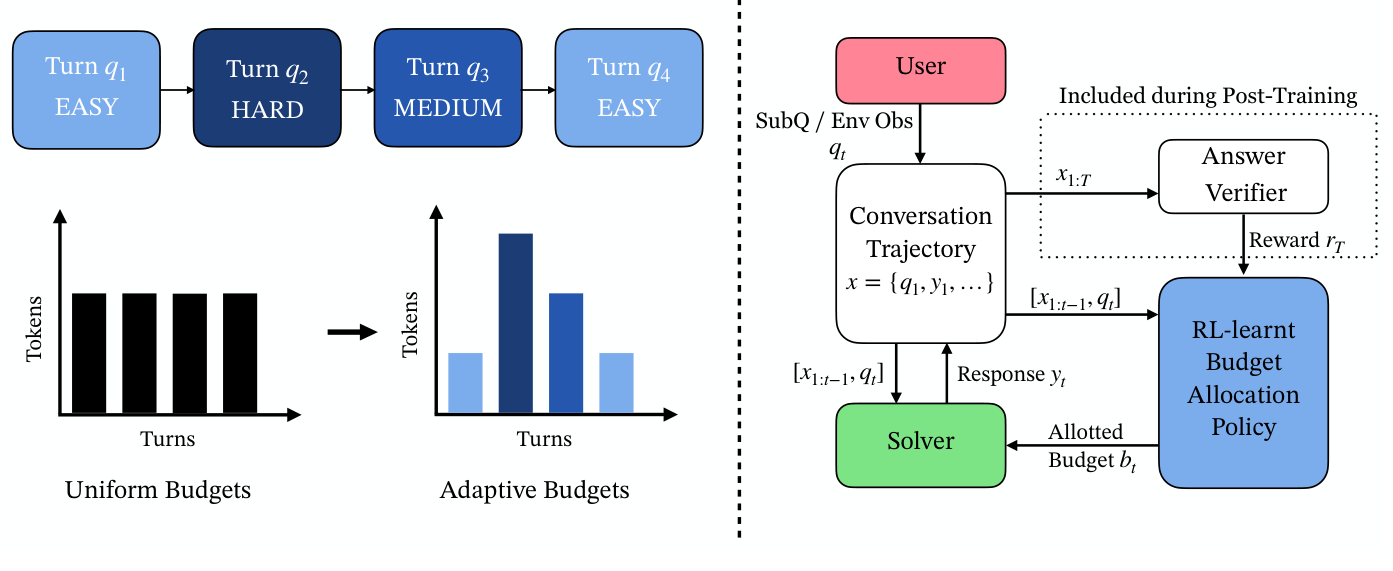 Turn q₁
EASY
Turn q₂
HARD
Turn q₃
MEDIUM
Turn q₄
EASY
Tokens
Turns
Uniform Budgets
Tokens
Turns
Adaptive Budgets
User
SubQ / Env Obs
qₜ
Included during Post-Training
Conversation
Trajectory
x = {q₁, y₁, …}
x₁:T
Answer
Verifier
Reward r_T
[x₁:ₜ₋₁, qₜ]
RL-learnt
Budget
Allocation
Policy
[x₁:ₜ₋₁, qₜ]
Response yₜ
Solver
Allotted
Budget bₜ